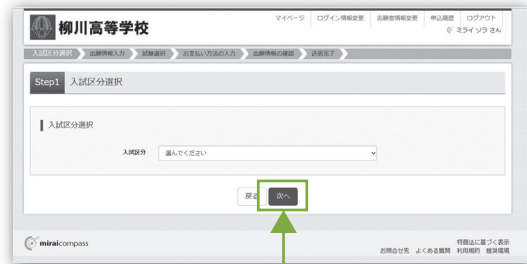 柳川高等学校
マイページ ログイン情報変更 志願者情報変更 申込履歴 ログアウト
ミライ ソラ さん
入試区分選択 出願情報入力 試験選択 お支払い方法の入力 出願情報の確認 送信完了
Step1 入試区分選択
入試区分選択
入試区分 選んでください
戻る 次へ
miraicompass
特商法に基づく表示
お問合せ先 よくある質問 利用規約 推奨環境